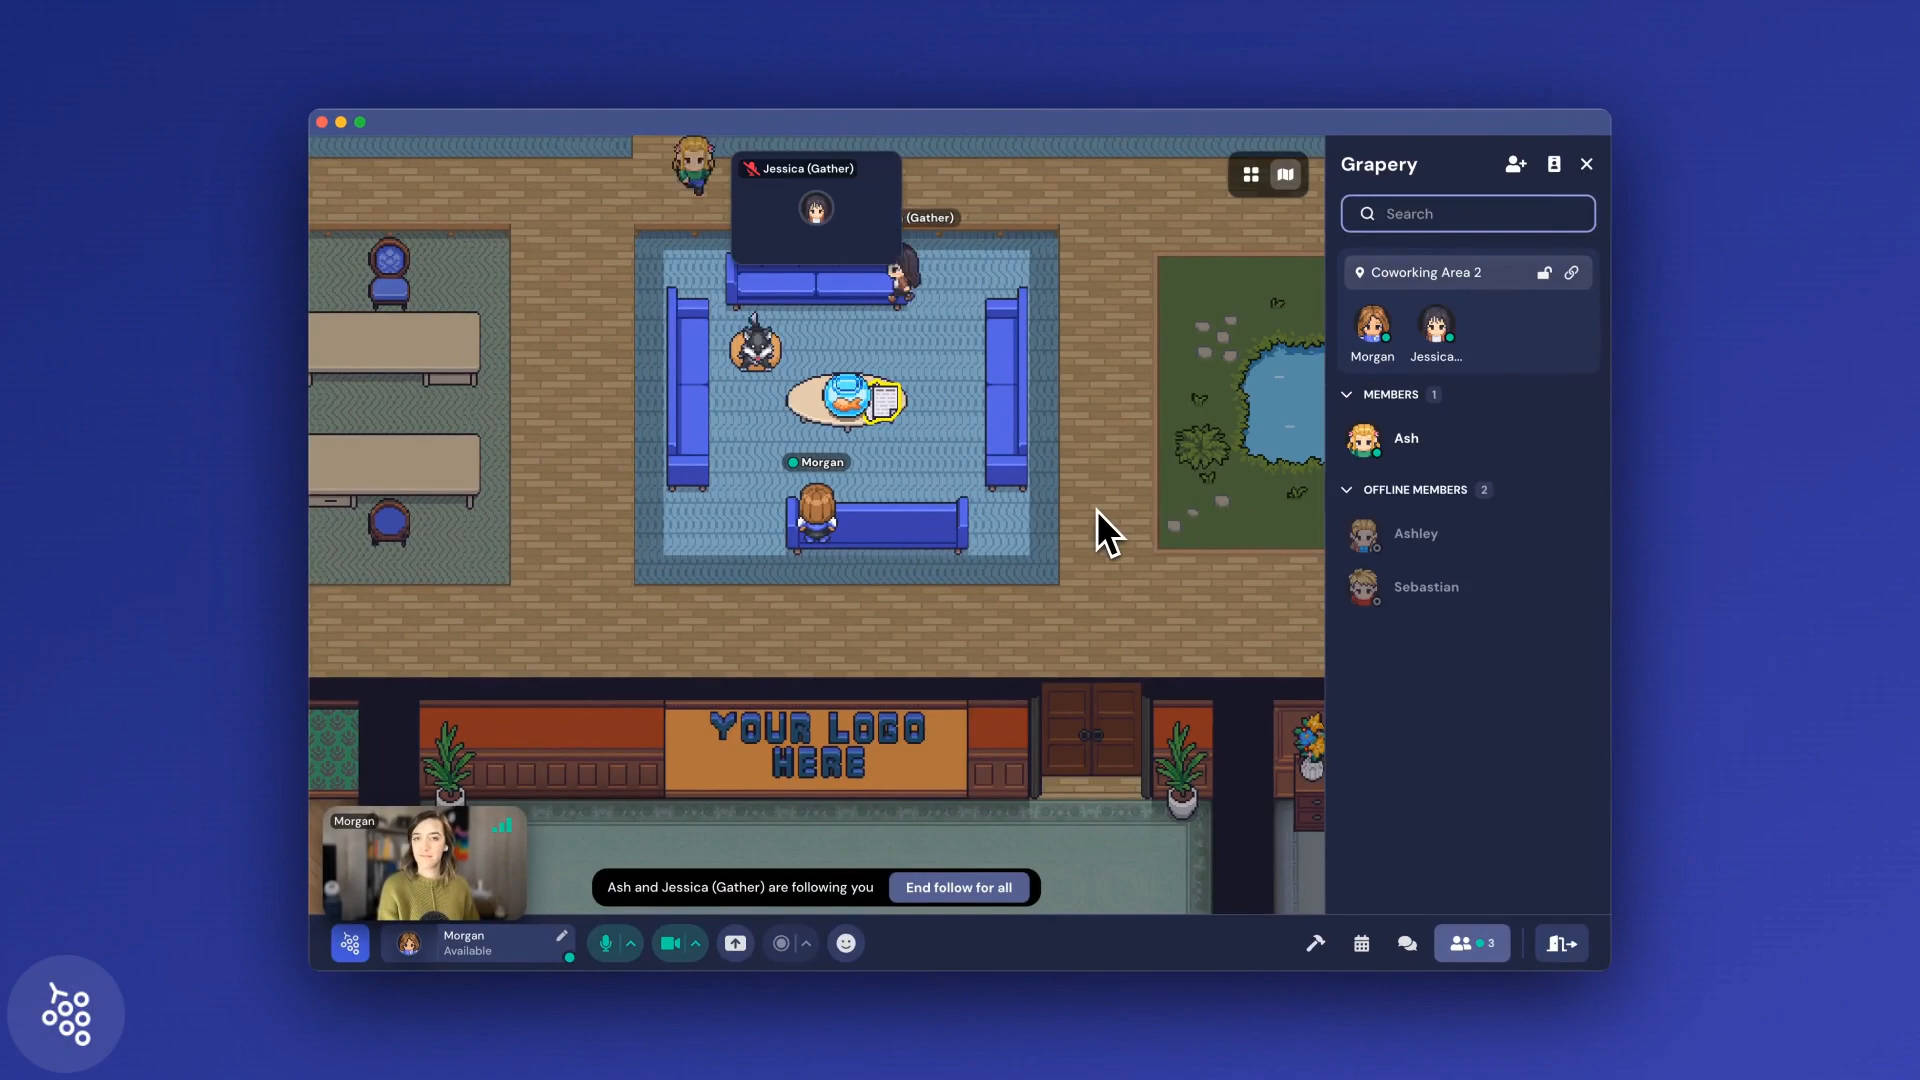 Jessica (Gather)
(Gather)
Morgan
YOUR LOGO
HERE
Morgan
Ash and Jessica (Gather) are following you
End follow for all
Morgan
Available
3
Grapery
Search
Coworking Area 2
Morgan
Jessica...
MEMBERS 1
Ash
OFFLINE MEMBERS 2
Ashley
Sebastian